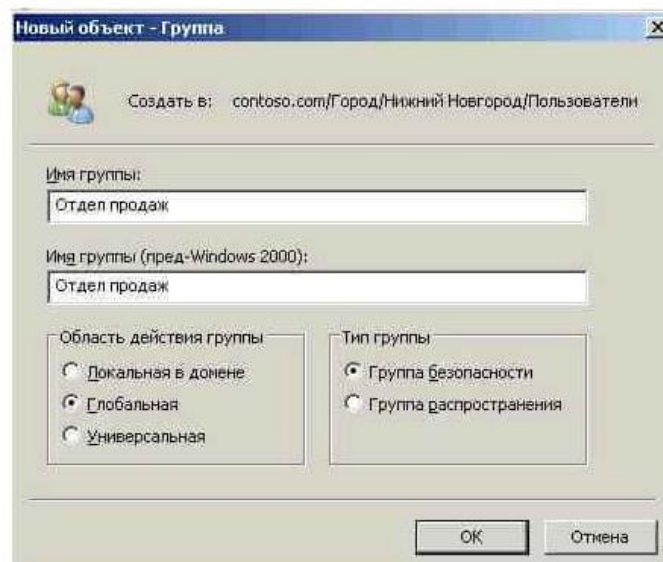 Новый объект - Группа
Создать в: contoso.com/Город/Нижний Новгород/Пользователи
Имя группы:
Отдел продаж
Имя группы (пред-Windows 2000):
Отдел продаж
Область действия группы
Локальная в домене
Глобальная
Универсальная
Тип группы
Группа безопасности
Группа распространения
OK
Отмена